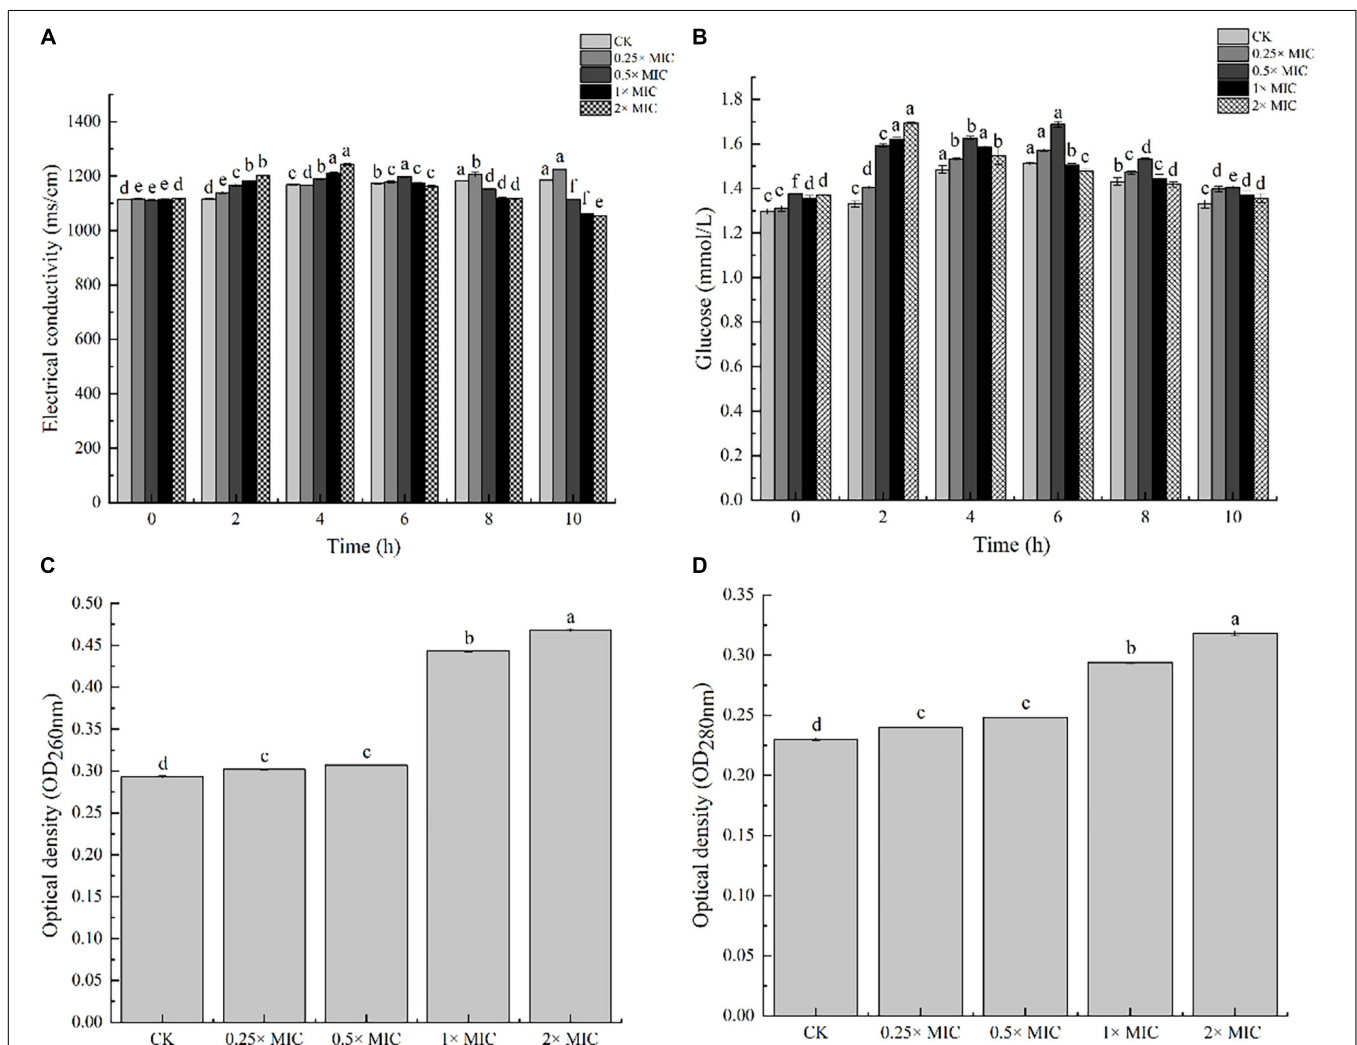 A
CK
0.25× MIC
0.5× MIC
1× MIC
2× MIC
1400
1200
1000
800
600
400
200
0
Electrical conductivity (ms/cm)
d e e e d
d e c b b
c d b a a
b c a c c
a b d d d
a a f f e
0 2 4 6 8 10
Time (h)
B
CK
0.25× MIC
0.5× MIC
1× MIC
2× MIC
1.8
1.6
1.4
1.2
1.0
0.8
0.6
0.4
0.2
0.0
Glucose (mmol/L)
c c f d d
c d c a a
a b b a b
a a a b c
b c d c d
c d e d d
0 2 4 6 8 10
Time (h)
C
0.50
0.45
0.40
0.35
0.30
0.25
0.20
0.15
0.10
0.05
0.00
Optical density (OD260nm)
d c c b a
CK 0.25× MIC 0.5× MIC 1× MIC 2× MIC
D
0.35
0.30
0.25
0.20
0.15
0.10
0.05
0.00
Optical density (OD280nm)
d c c b a
CK 0.25× MIC 0.5× MIC 1× MIC 2× MIC